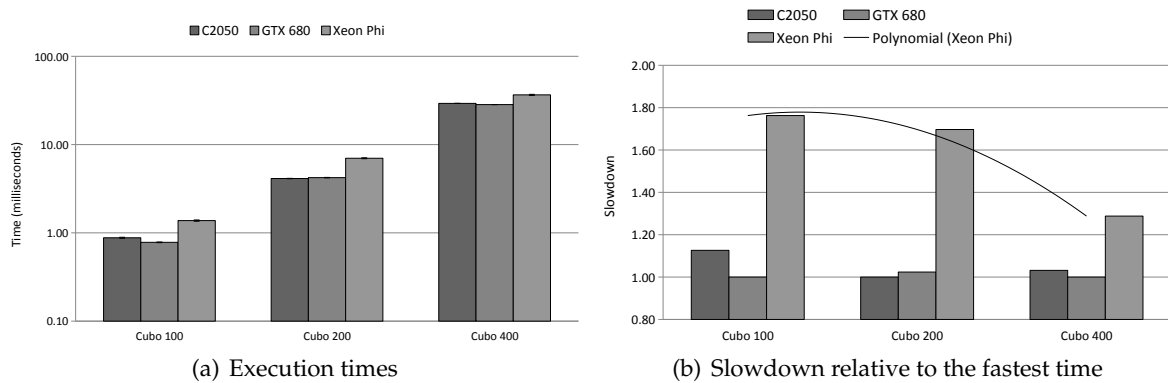 C2050 GTX 680 Xeon Phi
100.00
10.00
1.00
0.10
Time (milliseconds)
Cubo 100 Cubo 200 Cubo 400
(a) Execution times
C2050 GTX 680
Xeon Phi Polynomial (Xeon Phi)
2.00
1.80
1.60
1.40
1.20
1.00
0.80
Slowdown
Cubo 100 Cubo 200 Cubo 400
(b) Slowdown relative to the fastest time